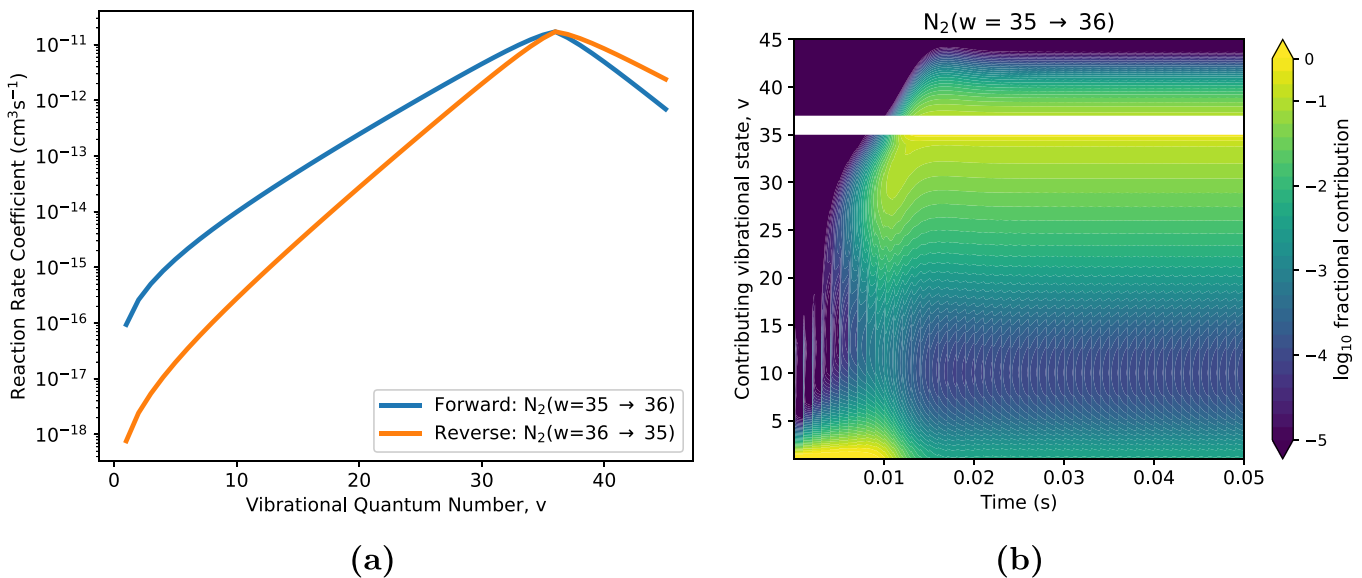 Reaction Rate Coefficient (cm³s⁻¹)
10⁻¹¹
10⁻¹²
10⁻¹³
10⁻¹⁴
10⁻¹⁵
10⁻¹⁶
10⁻¹⁷
10⁻¹⁸
Forward: N₂(w=35 → 36)
Reverse: N₂(w=36 → 35)
0 10 20 30 40
Vibrational Quantum Number, v
(a)
N₂(w = 35 → 36)
Contributing vibrational state, v
45
40
35
30
25
20
15
10
5
0.01 0.02 0.03 0.04 0.05
Time (s)
0
−1
−2
−3
−4
−5
log₁₀ fractional contribution
(b)